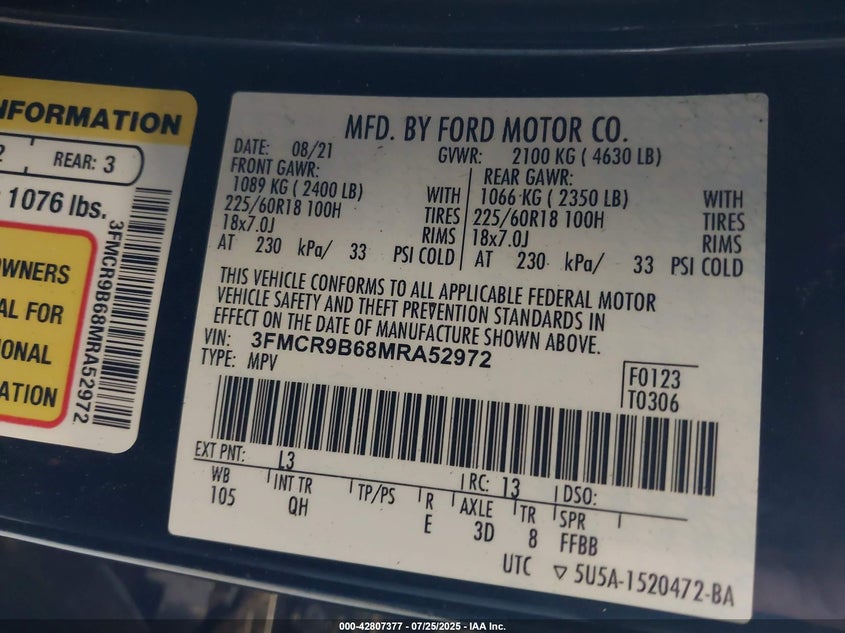 INFORMATION
2 REAR: 3
1076 lbs.
OWNERS
AL FOR
ONAL
ATION
3FMCR9B68MRA52972
MFD. BY FORD MOTOR CO.
DATE: 08/21 GVWR: 2100 KG ( 4630 LB)
FRONT GAWR: REAR GAWR:
1089 KG ( 2400 LB) WITH 1066 KG ( 2350 LB) WITH
225/60R18 100H TIRES 225/60R18 100H TIRES
18x7.0J RIMS 18x7.0J RIMS
AT 230 kPa/ 33 PSI COLD AT 230 kPa/ 33 PSI COLD
THIS VEHICLE CONFORMS TO ALL APPLICABLE FEDERAL MOTOR
VEHICLE SAFETY AND THEFT PREVENTION STANDARDS IN
EFFECT ON THE DATE OF MANUFACTURE SHOWN ABOVE.
VIN: 3FMCR9B68MRA52972
TYPE: MPV
F0123
T0306
EXT PNT: L3 RC: 13 DSO:
WB INT TR TP/PS R AXLE TR SPR
105 QH E 3D 8 FFBB
UTC ▽ 5U5A-1520472-BA
000-42807377 - 07/25/2025 - IAA Inc.